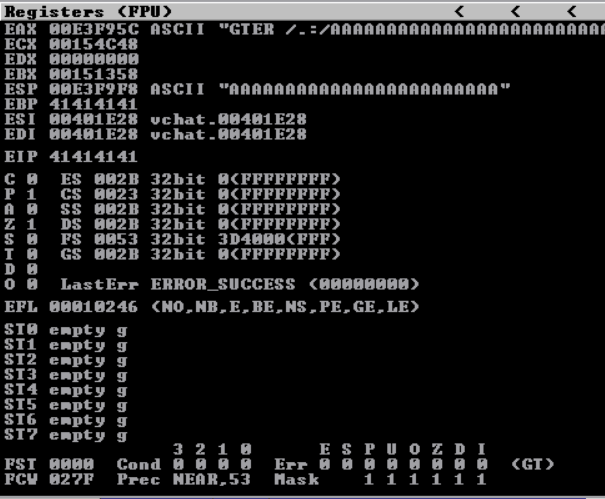 Registers (FPU) < < <
EAX 00E3F95C ASCII "GTER /.:/AAAAAAAAAAAAAAAAAAAAAAAAA
ECX 00154C48
EDX 00000000
EBX 00151358
ESP 00E3F9F8 ASCII "AAAAAAAAAAAAAAAAAAAAAAAA"
EBP 41414141
ESI 00401E28 vchat.00401E28
EDI 00401E28 vchat.00401E28
EIP 41414141
C 0 ES 002B 32bit 0(FFFFFFFF)
P 1 CS 0023 32bit 0(FFFFFFFF)
A 0 SS 002B 32bit 0(FFFFFFFF)
Z 1 DS 002B 32bit 0(FFFFFFFF)
S 0 FS 0053 32bit 3D4000(FFF)
T 0 GS 002B 32bit 0(FFFFFFFF)
D 0
O 0 LastErr ERROR_SUCCESS (00000000)
EFL 00010246 (NO,NB,E,BE,NS,PE,GE,LE)
ST0 empty g
ST1 empty g
ST2 empty g
ST3 empty g
ST4 empty g
ST5 empty g
ST6 empty g
ST7 empty g
3 2 1 0 E S P U O Z D I
FST 0000 Cond 0 0 0 0 Err 0 0 0 0 0 0 0 0 (GT)
FCW 027F Prec NEAR,53 Mask 1 1 1 1 1 1